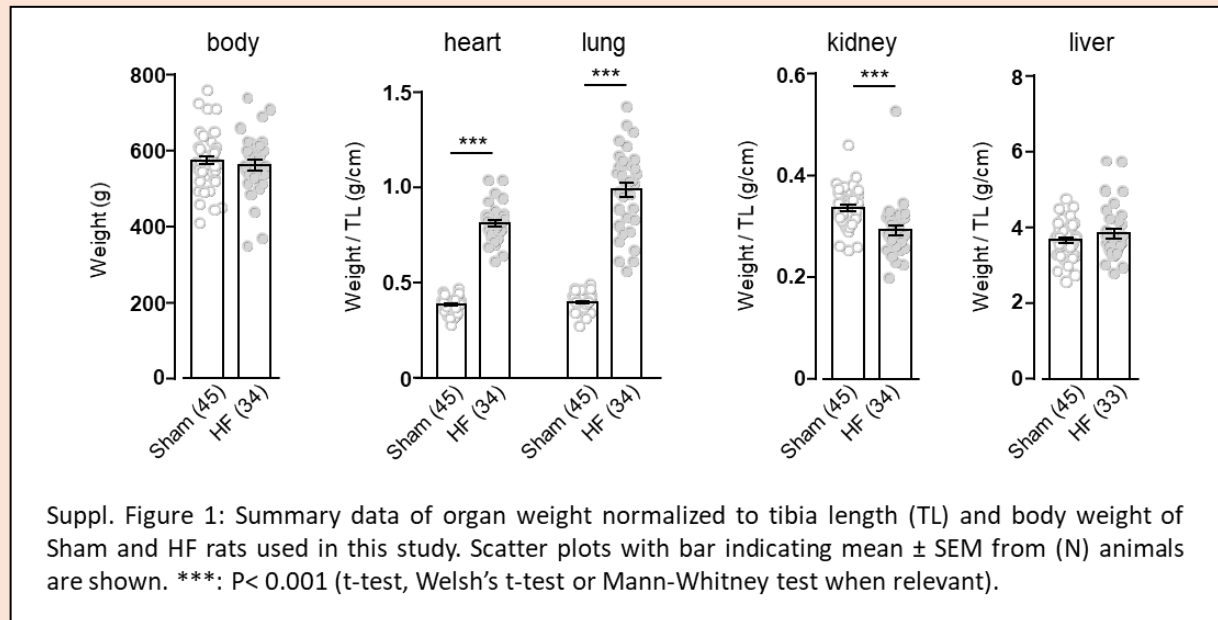 body
heart
lung
kidney
liver
Weight (g)
800
600
400
200
0
Sham (45)
HF (34)
Weight / TL (g/cm)
1.5
1.0
0.5
0
***
***
Sham (45)
HF (34)
Sham (45)
HF (34)
Weight / TL (g/cm)
0.6
0.4
0.2
0
***
Sham (45)
HF (34)
Weight / TL (g/cm)
8
6
4
2
0
Sham (45)
HF (33)
Suppl. Figure 1: Summary data of organ weight normalized to tibia length (TL) and body weight of
Sham and HF rats used in this study. Scatter plots with bar indicating mean ± SEM from (N) animals
are shown. ***: P< 0.001 (t-test, Welsh’s t-test or Mann-Whitney test when relevant).